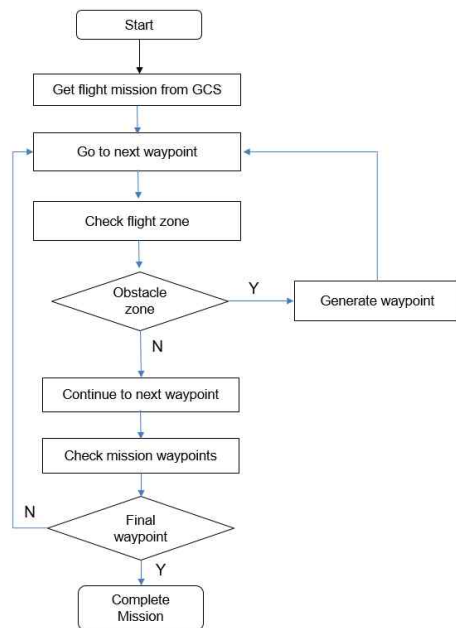 Start
Get flight mission from GCS
Go to next waypoint
Check flight zone
Obstacle
zone
Y
Generate waypoint
N
Continue to next waypoint
Check mission waypoints
N
Final
waypoint
Y
Complete
Mission